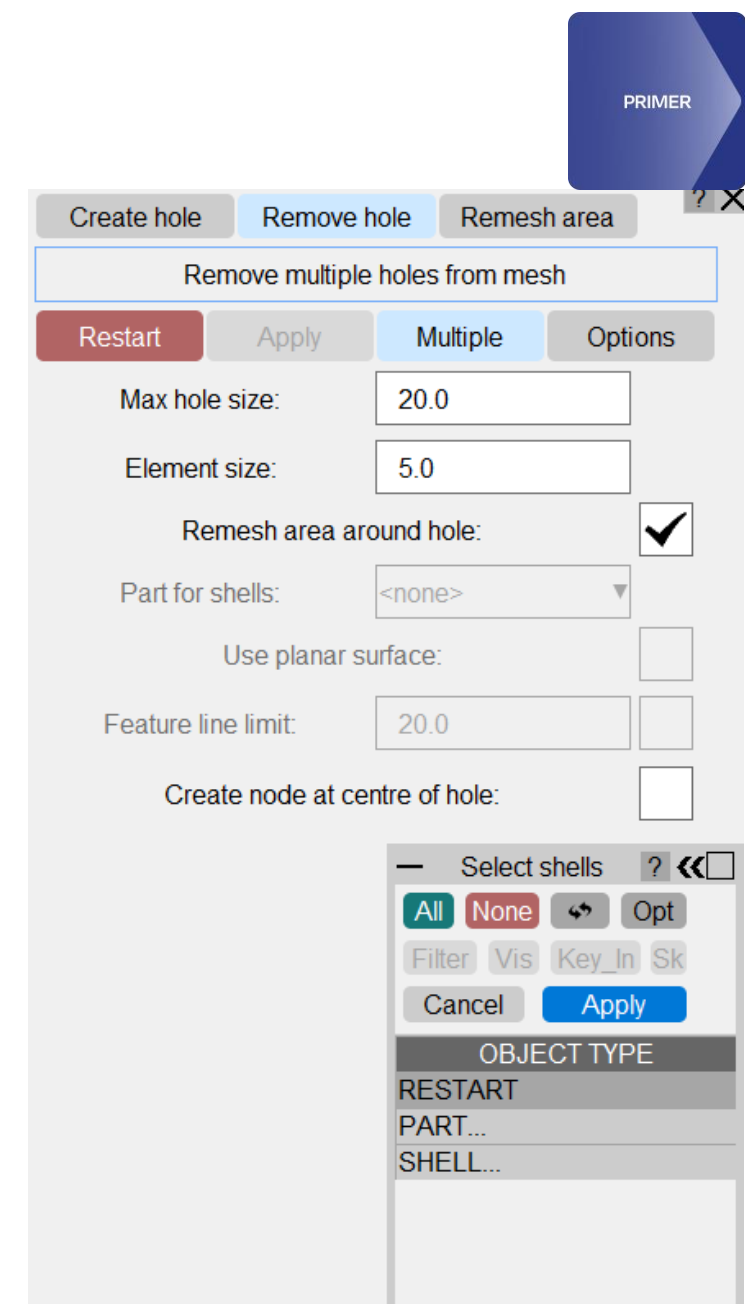 PRIMER
? X
Create hole Remove hole Remesh area
Remove multiple holes from mesh
Restart Apply Multiple Options
Max hole size: 20.0
Element size: 5.0
Remesh area around hole:
Part for shells: <none>
Use planar surface:
Feature line limit: 20.0
Create node at centre of hole:
Select shells ?
All None Opt
Filter Vis Key_In Sk
Cancel Apply
OBJECT TYPE
RESTART
PART...
SHELL...